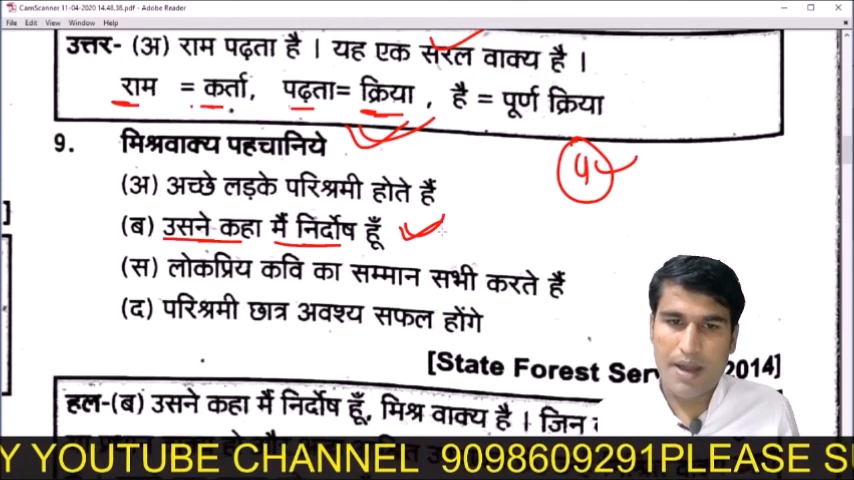 CamScanner 11-04-2020 14.48.38.pdf - Adobe Reader
File Edit View Window Help
उत्तर- (अ) राम पढ़ता है । यह एक सरल वाक्य है ।
राम = कर्ता, पढ़ता= क्रिया , है = पूर्ण क्रिया
9. मिश्रवाक्य पहचानिये
(अ) अच्छे लड़के परिश्रमी होते हैं
(ब) उसने कहा मैं निर्दोष हूँ
(स) लोकप्रिय कवि का सम्मान सभी करते हैं
(द) परिश्रमी छात्र अवश्य सफल होंगे
[State Forest Ser 2014]
हल-(ब) उसने कहा मैं निर्दोष हूँ, मिश्र वाक्य है । जिन
Y YOUTUBE CHANNEL 9098609291PLEASE SU